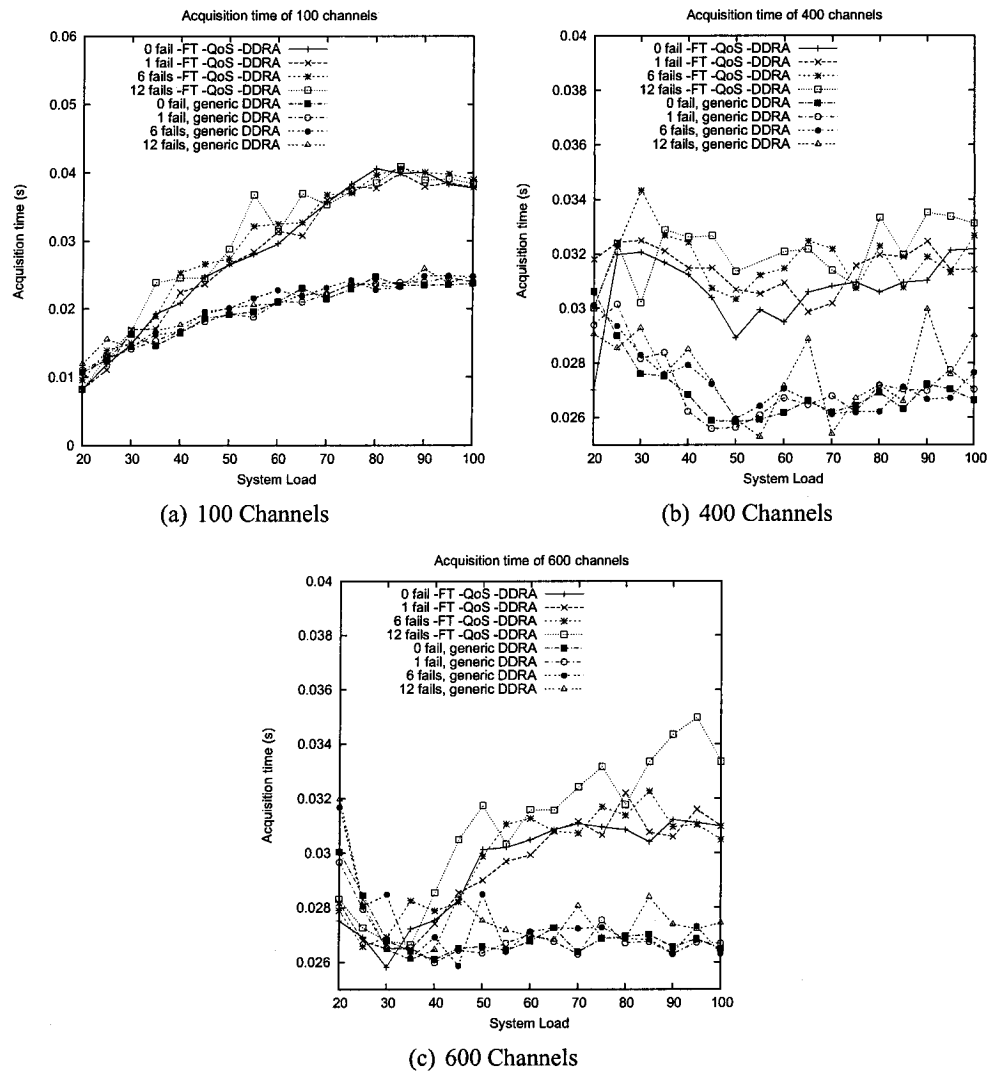 Acquisition time of 100 channels
0.06
0.05
0.04
0.03
0.02
0.01
0
Acquisition time (s)
0 fail -FT -QoS -DDRA
1 fail -FT -QoS -DDRA
6 fails -FT -QoS -DDRA
12 fails -FT -QoS -DDRA
0 fail, generic DDRA
1 fail, generic DDRA
6 fails, generic DDRA
12 fails, generic DDRA
20 30 40 50 60 70 80 90 100
System Load
(a) 100 Channels
Acquisition time of 400 channels
0.04
0.038
0.036
0.034
0.032
0.03
0.028
0.026
Acquisition time (s)
0 fail -FT -QoS -DDRA
1 fail -FT -QoS -DDRA
6 fails -FT -QoS -DDRA
12 fails -FT -QoS -DDRA
0 fail, generic DDRA
1 fail, generic DDRA
6 fails, generic DDRA
12 fails, generic DDRA
20 30 40 50 60 70 80 90 100
System Load
(b) 400 Channels
Acquisition time of 600 channels
0.04
0.038
0.036
0.034
0.032
0.03
0.028
0.026
Acquisition time (s)
0 fail -FT -QoS -DDRA
1 fail -FT -QoS -DDRA
6 fails -FT -QoS -DDRA
12 fails -FT -QoS -DDRA
0 fail, generic DDRA
1 fail, generic DDRA
6 fails, generic DDRA
12 fails, generic DDRA
20 30 40 50 60 70 80 90 100
System Load
(c) 600 Channels